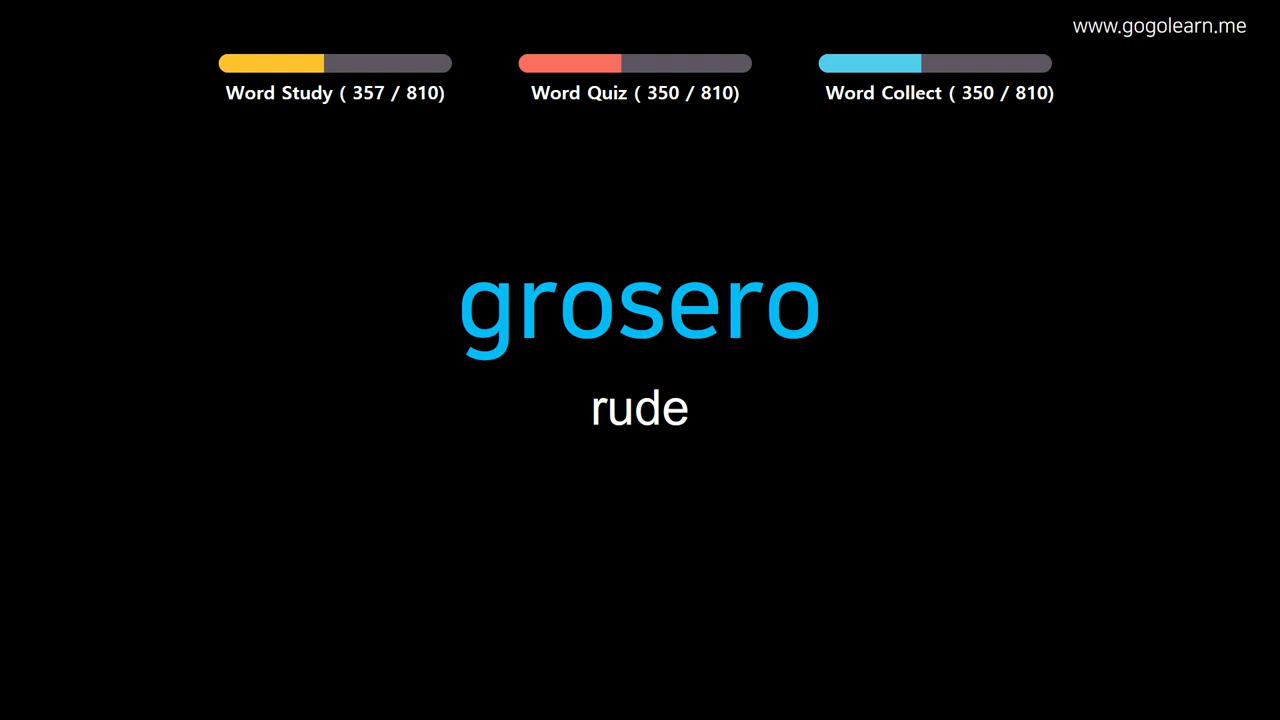 www.gogolearn.me
Word Study ( 357 / 810)
Word Quiz ( 350 / 810)
Word Collect ( 350 / 810)
grosero
rude